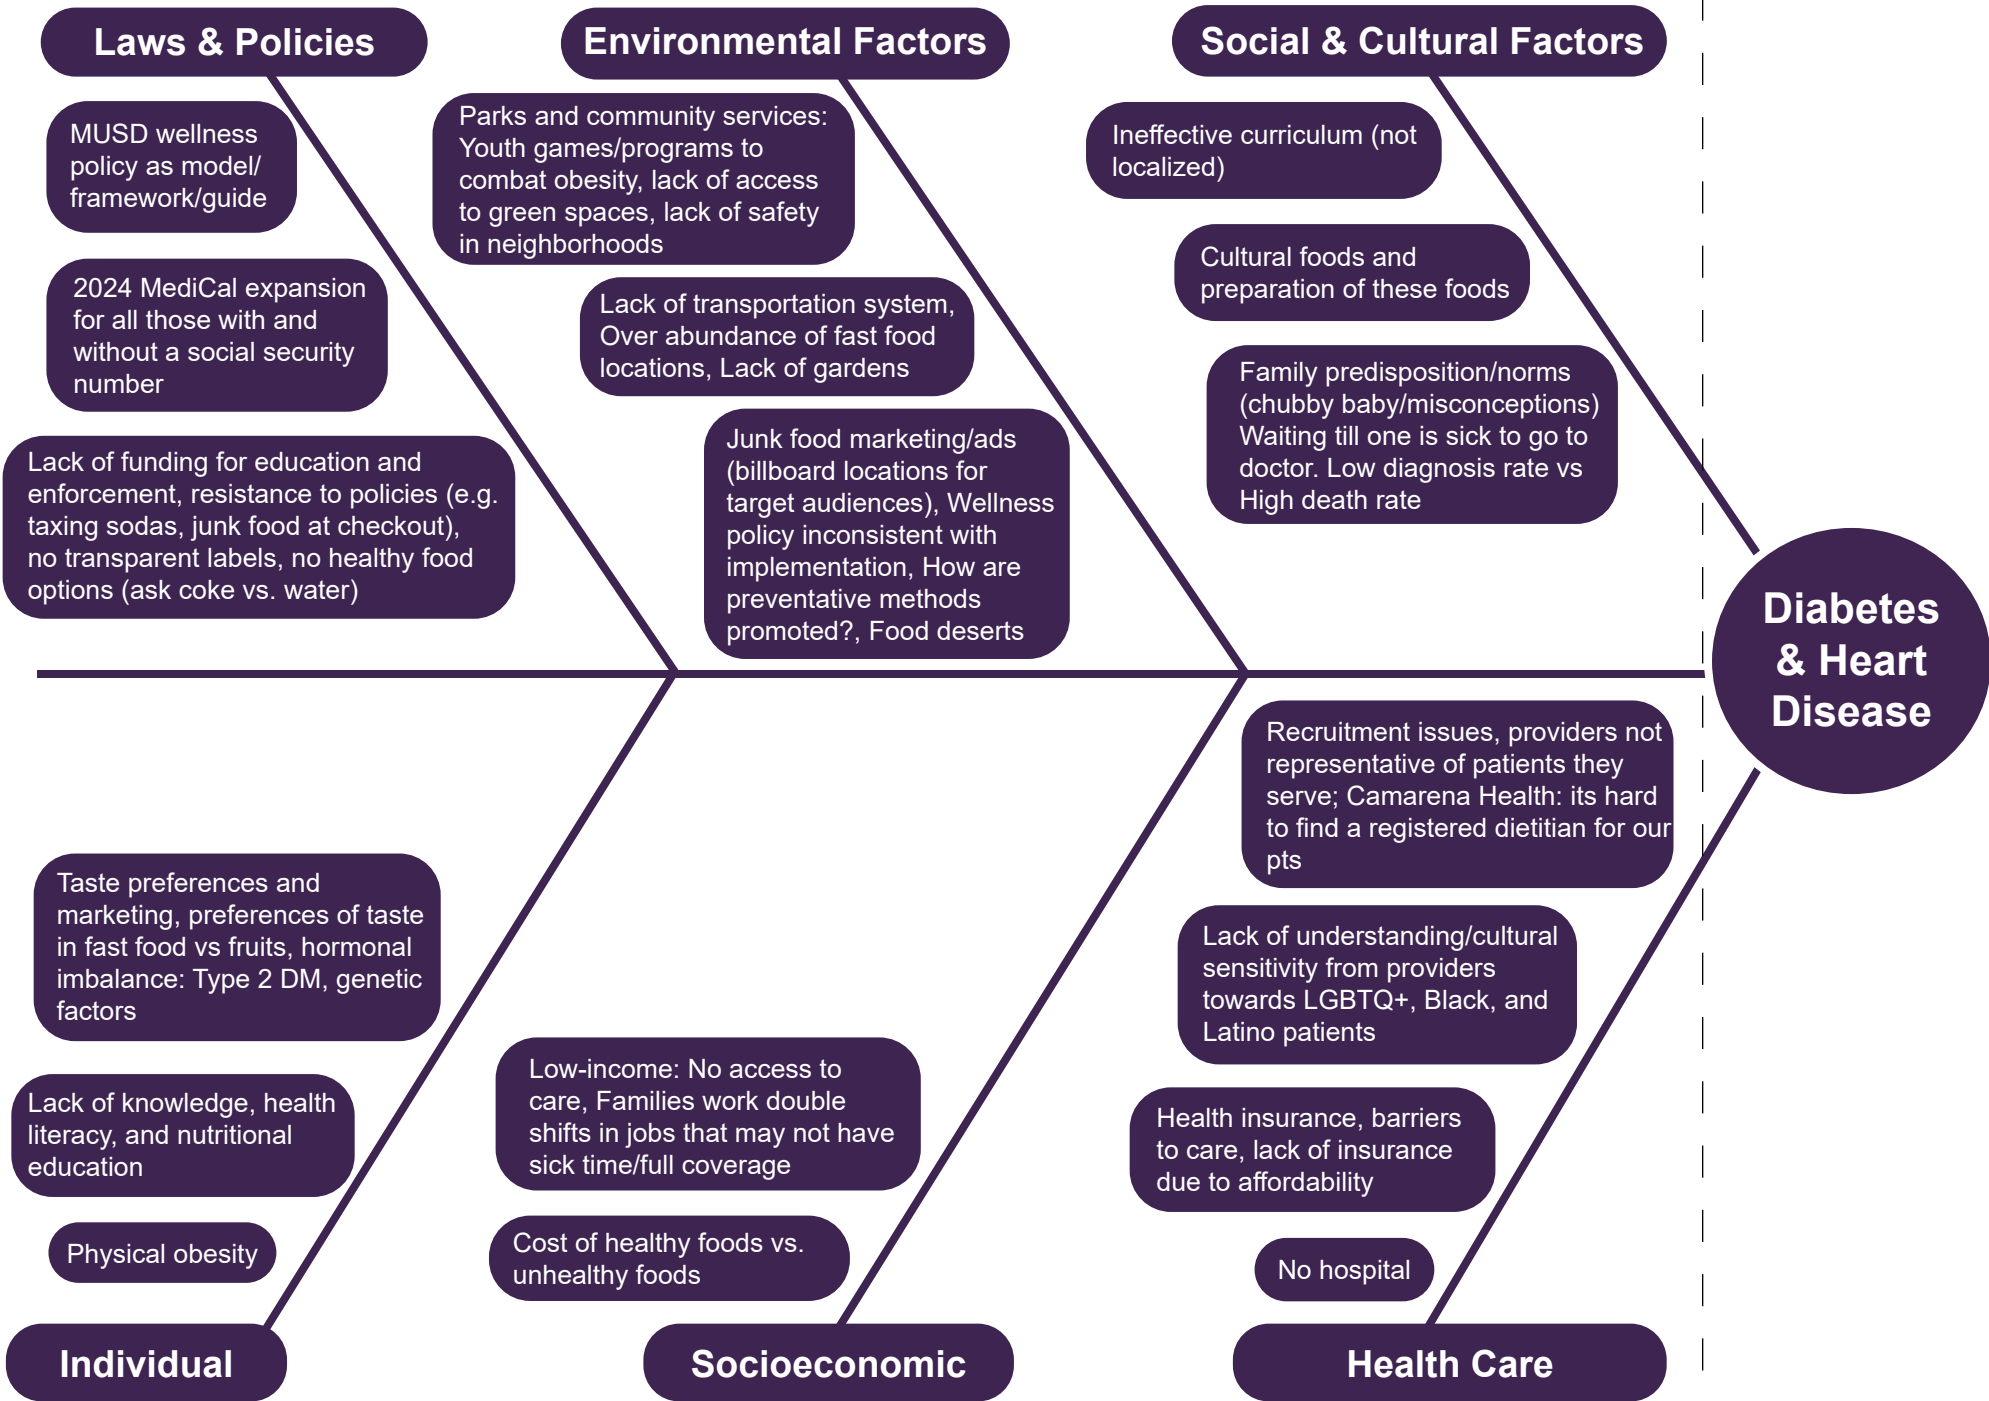 Laws & Policies
MUSD wellness
policy as model/
framework/guide
2024 MediCal expansion
for all those with and
without a social security
number
Lack of funding for education and
enforcement, resistance to policies (e.g.
taxing sodas, junk food at checkout),
no transparent labels, no healthy food
options (ask coke vs. water)
Environmental Factors
Parks and community services:
Youth games/programs to
combat obesity, lack of access
to green spaces, lack of safety
in neighborhoods
Lack of transportation system,
Over abundance of fast food
locations, Lack of gardens
Junk food marketing/ads
(billboard locations for
target audiences), Wellness
policy inconsistent with
implementation, How are
preventative methods
promoted?, Food deserts
Social & Cultural Factors
Ineffective curriculum (not
localized)
Cultural foods and
preparation of these foods
Family predisposition/norms
(chubby baby/misconceptions)
Waiting till one is sick to go to
doctor. Low diagnosis rate vs
High death rate
Diabetes
& Heart
Disease
Taste preferences and
marketing, preferences of taste
in fast food vs fruits, hormonal
imbalance: Type 2 DM, genetic
factors
Lack of knowledge, health
literacy, and nutritional
education
Physical obesity
Individual
Low-income: No access to
care, Families work double
shifts in jobs that may not have
sick time/full coverage
Cost of healthy foods vs.
unhealthy foods
Socioeconomic
Recruitment issues, providers not
representative of patients they
serve; Camarena Health: its hard
to find a registered dietitian for our
pts
Lack of understanding/cultural
sensitivity from providers
towards LGBTQ+, Black, and
Latino patients
Health insurance, barriers
to care, lack of insurance
due to affordability
No hospital
Health Care